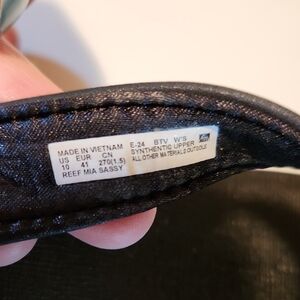 MADE IN VIETNAM E-24 BTV W'S
US EUR CN SYNTHETIC UPPER
10 41 270(1.5) ALL OTHER MATERIALS OUTSOLE
REEF MIA SASSY